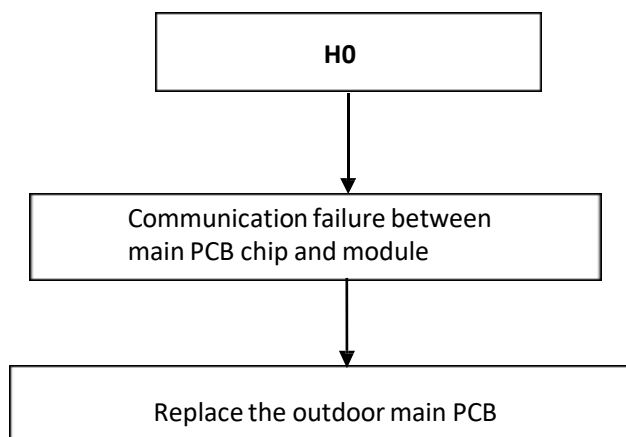 H0
Communication failure between
main PCB chip and module
Replace the outdoor main PCB